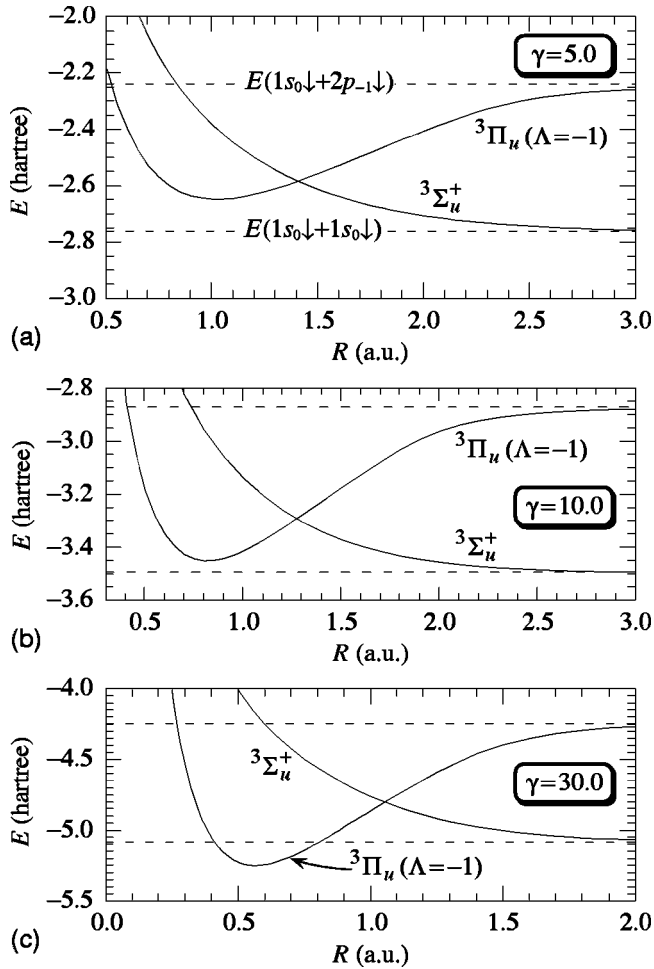 −2.0
−2.2
−2.4
−2.6
−2.8
−3.0
E (hartree)
γ=5.0
E(1s₀↓+2p₋₁↓)
³Πᵤ (Λ=−1)
³Σᵤ⁺
E(1s₀↓+1s₀↓)
0.5 1.0 1.5 2.0 2.5 3.0
(a)
R (a.u.)
−2.8
−3.0
−3.2
−3.4
−3.6
E (hartree)
³Πᵤ (Λ=−1)
γ=10.0
³Σᵤ⁺
0.5 1.0 1.5 2.0 2.5 3.0
(b)
R (a.u.)
−4.0
−4.5
−5.0
−5.5
E (hartree)
³Σᵤ⁺
γ=30.0
³Πᵤ (Λ=−1)
0.0 0.5 1.0 1.5 2.0
(c)
R (a.u.)